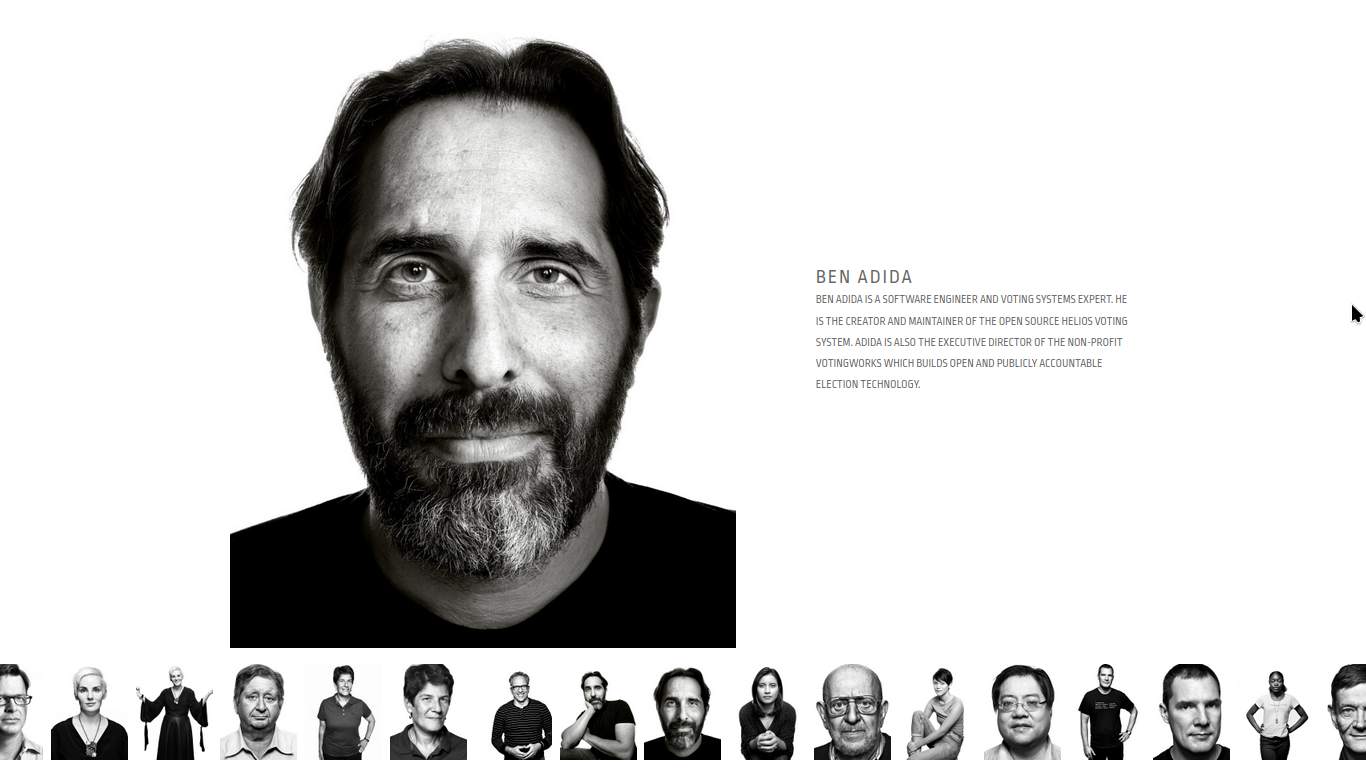 BEN ADIDA
BEN ADIDA IS A SOFTWARE ENGINEER AND VOTING SYSTEMS EXPERT. HE
IS THE CREATOR AND MAINTAINER OF THE OPEN SOURCE HELIOS VOTING
SYSTEM. ADIDA IS ALSO THE EXECUTIVE DIRECTOR OF THE NON-PROFIT
VOTINGWORKS WHICH BUILDS OPEN AND PUBLICLY ACCOUNTABLE
ELECTION TECHNOLOGY.